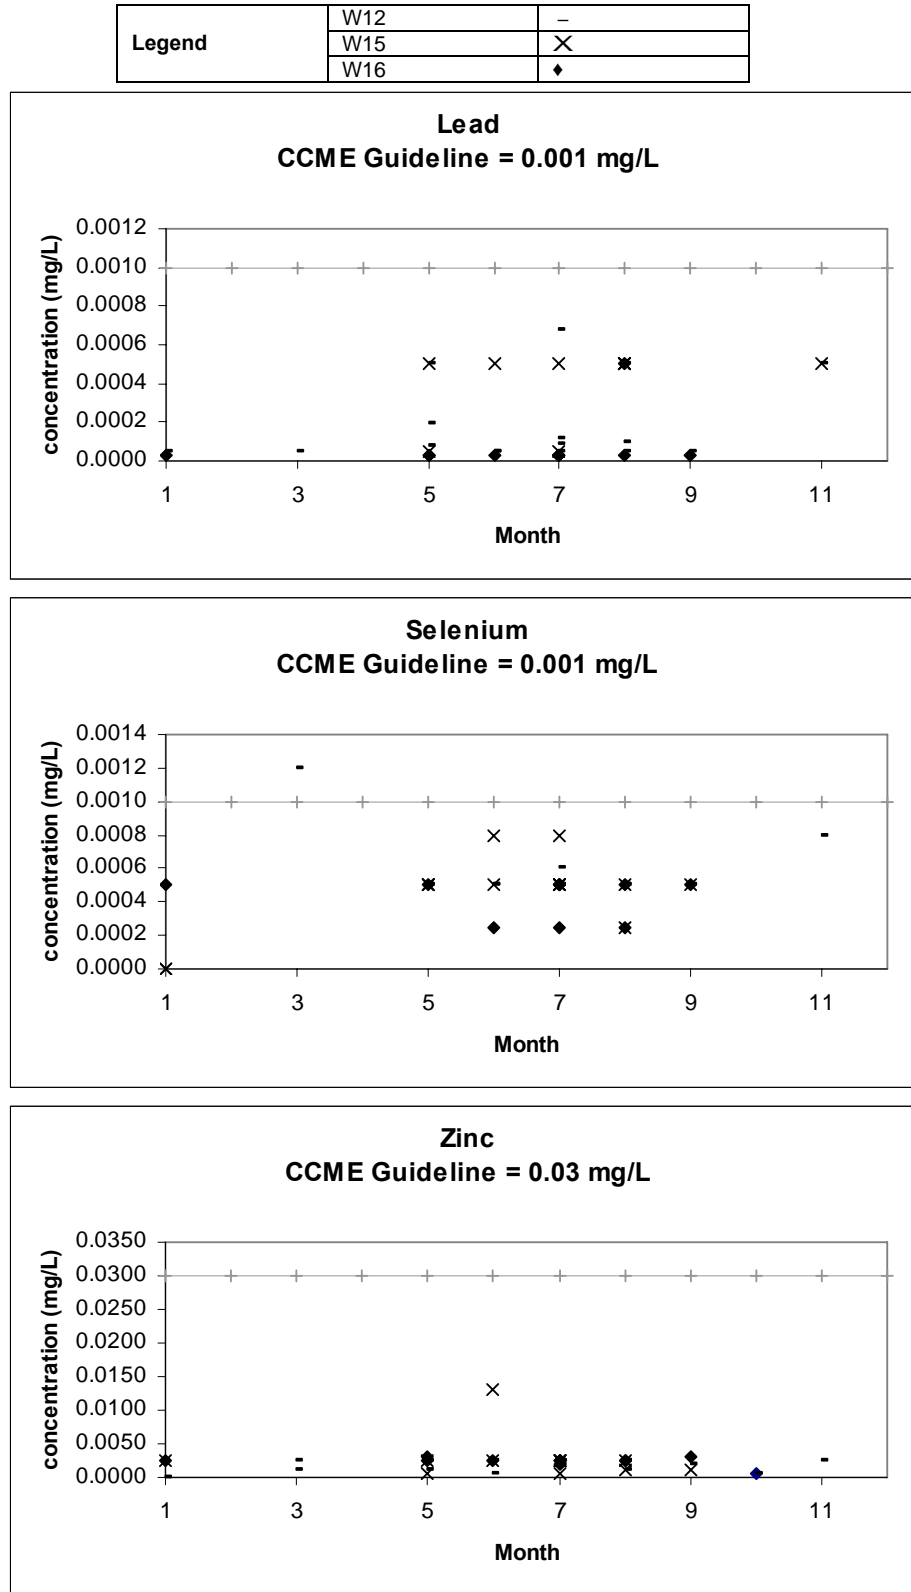 Legend
W12 –
W15 ×
W16 ♦
Lead
CCME Guideline = 0.001 mg/L
concentration (mg/L)
0.0012
0.0010
0.0008
0.0006
0.0004
0.0002
0.0000
1 3 5 7 9 11
Month
Selenium
CCME Guideline = 0.001 mg/L
concentration (mg/L)
0.0014
0.0012
0.0010
0.0008
0.0006
0.0004
0.0002
0.0000
1 3 5 7 9 11
Month
Zinc
CCME Guideline = 0.03 mg/L
concentration (mg/L)
0.0350
0.0300
0.0250
0.0200
0.0150
0.0100
0.0050
0.0000
1 3 5 7 9 11
Month